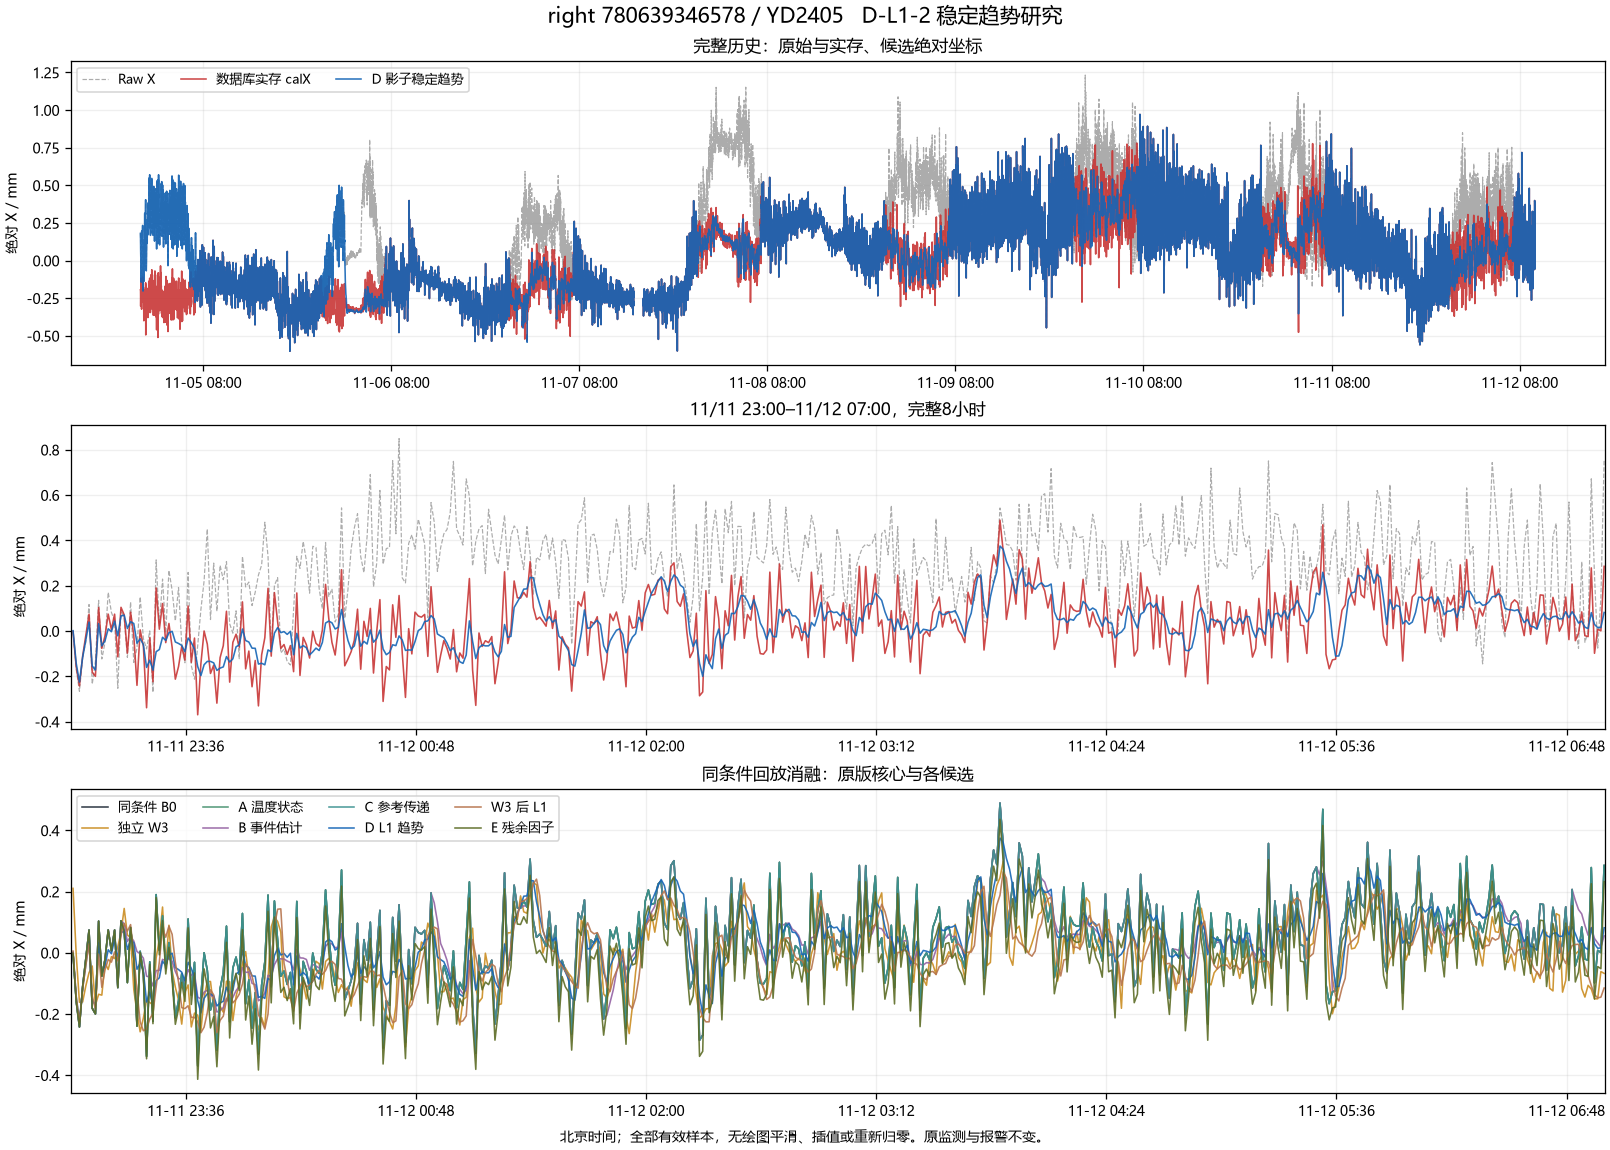 right 780639346578 / YD2405 D-L1-2 稳定趋势研究
完整历史：原始与实存、候选绝对坐标
Raw X 数据库实存 calX D 影子稳定趋势
绝对 X / mm
1.25
1.00
0.75
0.50
0.25
0.00
-0.25
-0.50
11-05 08:00 11-06 08:00 11-07 08:00 11-08 08:00 11-09 08:00 11-10 08:00 11-11 08:00 11-12 08:00
11/11 23:00–11/12 07:00，完整8小时
绝对 X / mm
0.8
0.6
0.4
0.2
0.0
-0.2
-0.4
11-11 23:36 11-12 00:48 11-12 02:00 11-12 03:12 11-12 04:24 11-12 05:36 11-12 06:48
同条件回放消融：原版核心与各候选
同条件 B0 A 温度状态 C 参考传递 W3 后 L1
独立 W3 B 事件估计 D L1 趋势 E 残余因子
绝对 X / mm
0.4
0.2
0.0
-0.2
-0.4
11-11 23:36 11-12 00:48 11-12 02:00 11-12 03:12 11-12 04:24 11-12 05:36 11-12 06:48
北京时间；全部有效样本，无绘图平滑、插值或重新归零。原监测与报警不变。